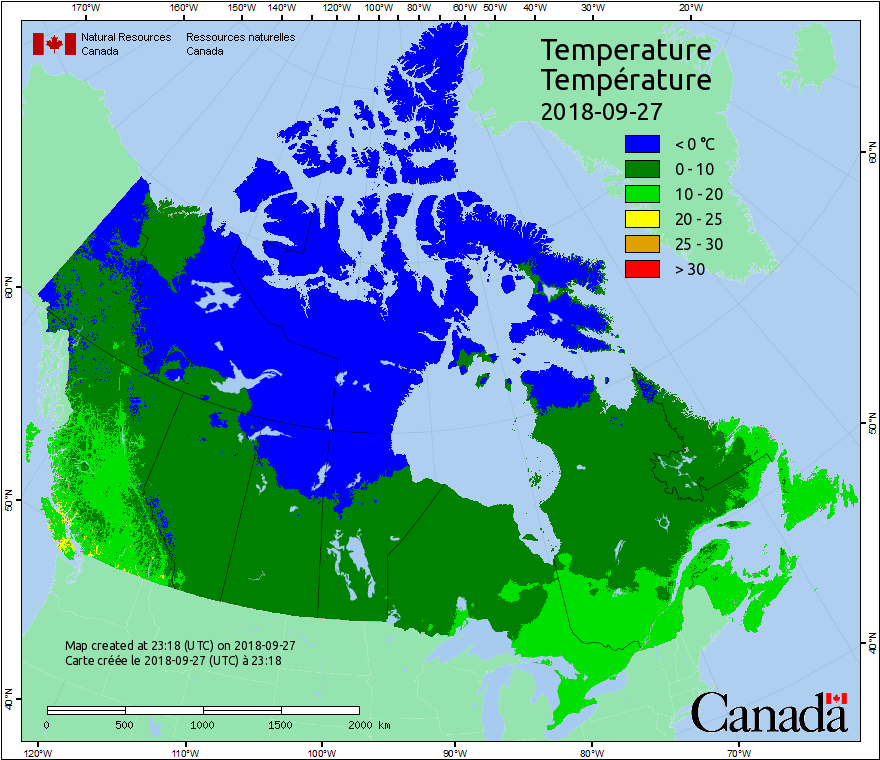 170°W 160°W 150°W 140°W 130°W 120°W 110°W 100°W 90°W 80°W 70°W 60°W 50°W 40°W 30°W 20°W
Natural Resources Ressources naturelles
Canada Canada
Temperature
Température
2018-09-27
< 0 °C
0 - 10
10 - 20
20 - 25
25 - 30
> 30
60°N
60°N
50°N
50°N
40°N
40°N
Map created at 23:18 (UTC) on 2018-09-27
Carte créée le 2018-09-27 (UTC) à 23:18
0 500 1000 1500 2000 km
Canada
120°W 110°W 100°W 90°W 80°W 70°W